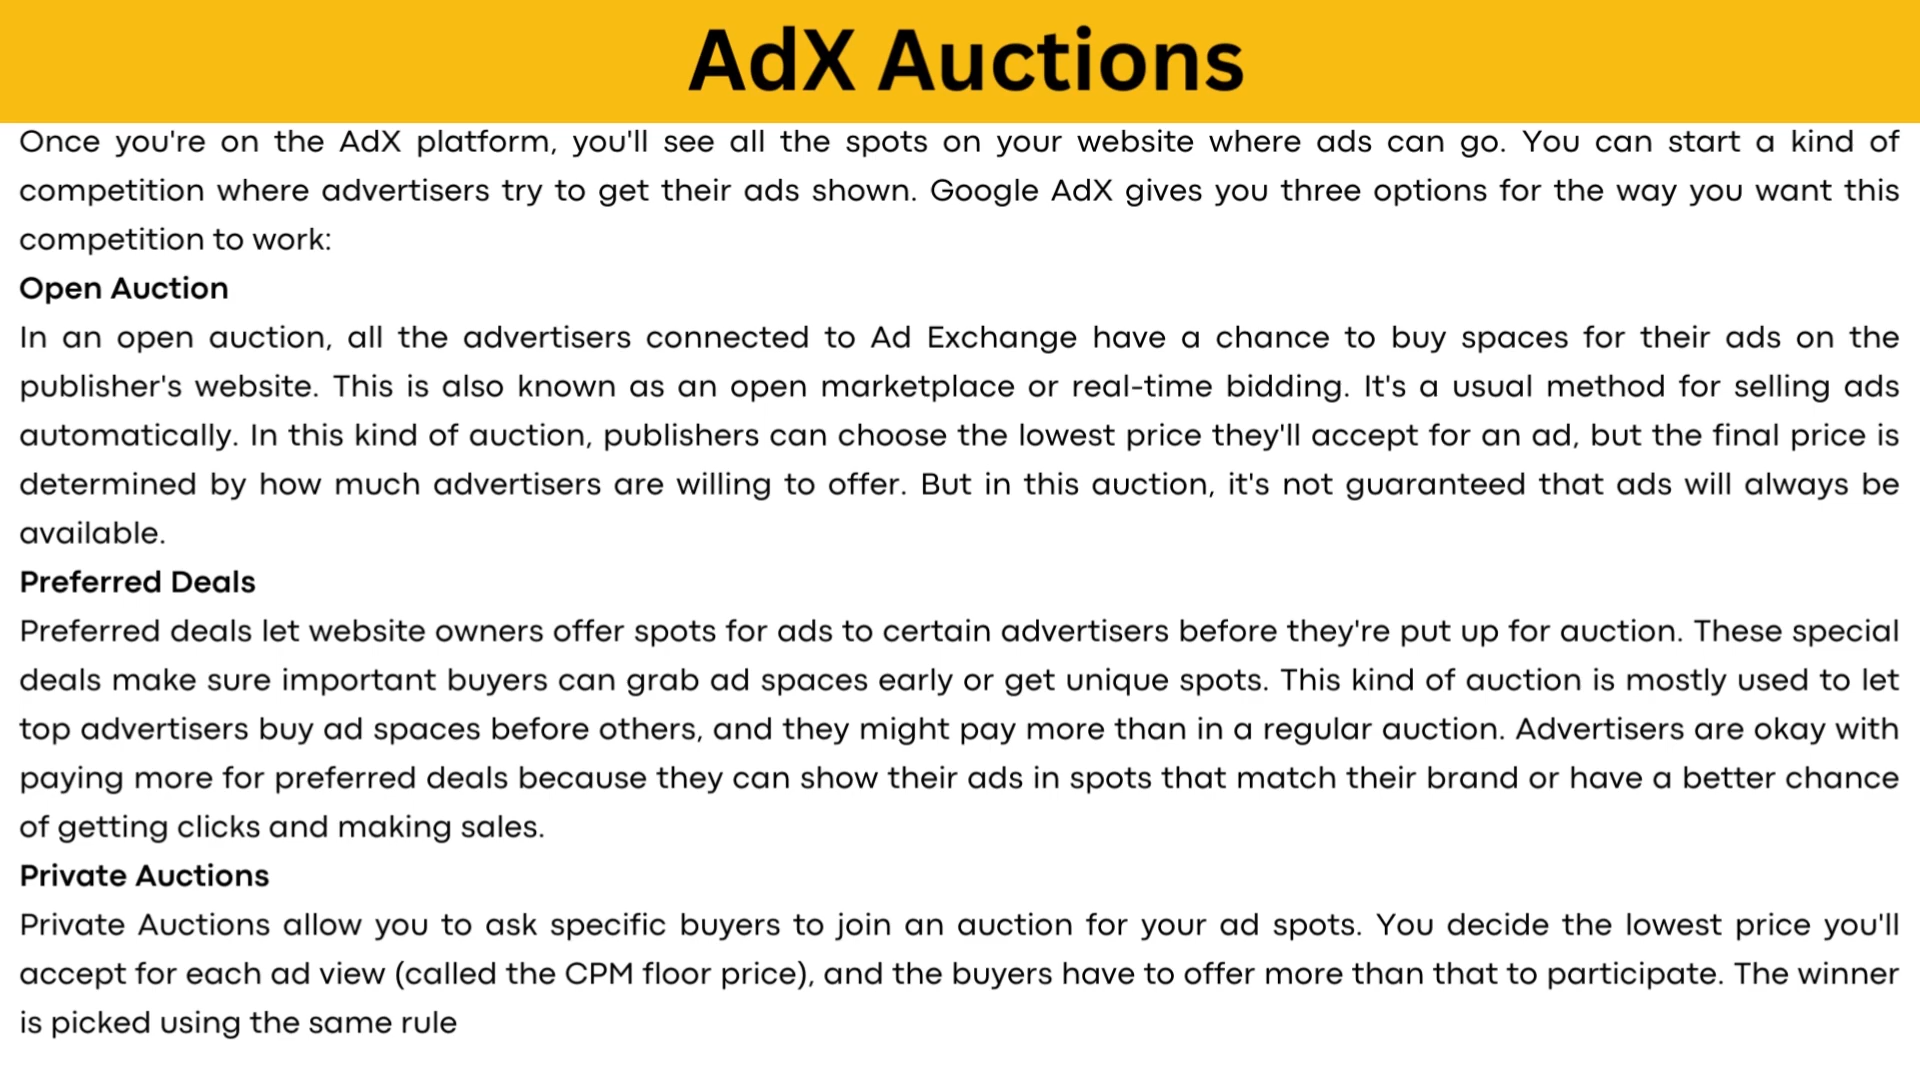 AdX Auctions
Once you're on the AdX platform, you'll see all the spots on your website where ads can go. You can start a kind of
competition where advertisers try to get their ads shown. Google AdX gives you three options for the way you want this
competition to work:
Open Auction
In an open auction, all the advertisers connected to Ad Exchange have a chance to buy spaces for their ads on the
publisher's website. This is also known as an open marketplace or real-time bidding. It's a usual method for selling ads
automatically. In this kind of auction, publishers can choose the lowest price they'll accept for an ad, but the final price is
determined by how much advertisers are willing to offer. But in this auction, it's not guaranteed that ads will always be
available.
Preferred Deals
Preferred deals let website owners offer spots for ads to certain advertisers before they're put up for auction. These special
deals make sure important buyers can grab ad spaces early or get unique spots. This kind of auction is mostly used to let
top advertisers buy ad spaces before others, and they might pay more than in a regular auction. Advertisers are okay with
paying more for preferred deals because they can show their ads in spots that match their brand or have a better chance
of getting clicks and making sales.
Private Auctions
Private Auctions allow you to ask specific buyers to join an auction for your ad spots. You decide the lowest price you'll
accept for each ad view (called the CPM floor price), and the buyers have to offer more than that to participate. The winner
is picked using the same rule